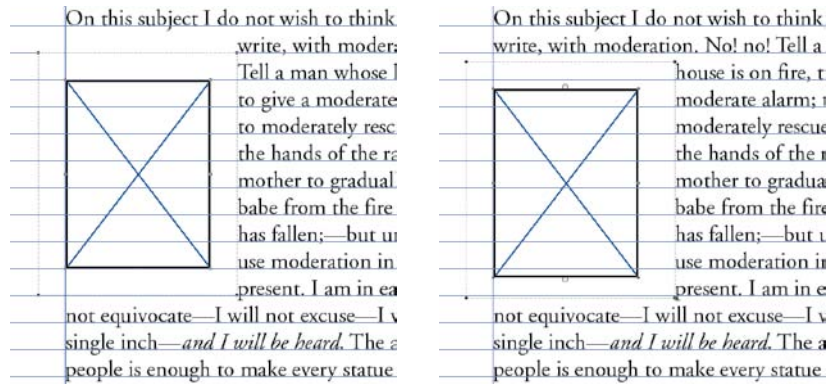 On this subject I do not wish to think
write, with modera
Tell a man whose
to give a moderate
to moderately resc
the hands of the ra
mother to gradual
babe from the fire
has fallen;—but un
use moderation in
present. I am in ea
not equivocate—I will not excuse—I w
single inch—and I will be heard. The a
people is enough to make every statue
On this subject I do not wish to think
write, with moderation. No! no! Tell a
house is on fire, t
moderate alarm;
moderately rescue
the hands of the r
mother to gradua
babe from the fire
has fallen;—but u
use moderation in
present. I am in e
not equivocate—I will not excuse—I w
single inch—and I will be heard. The a
people is enough to make every statue